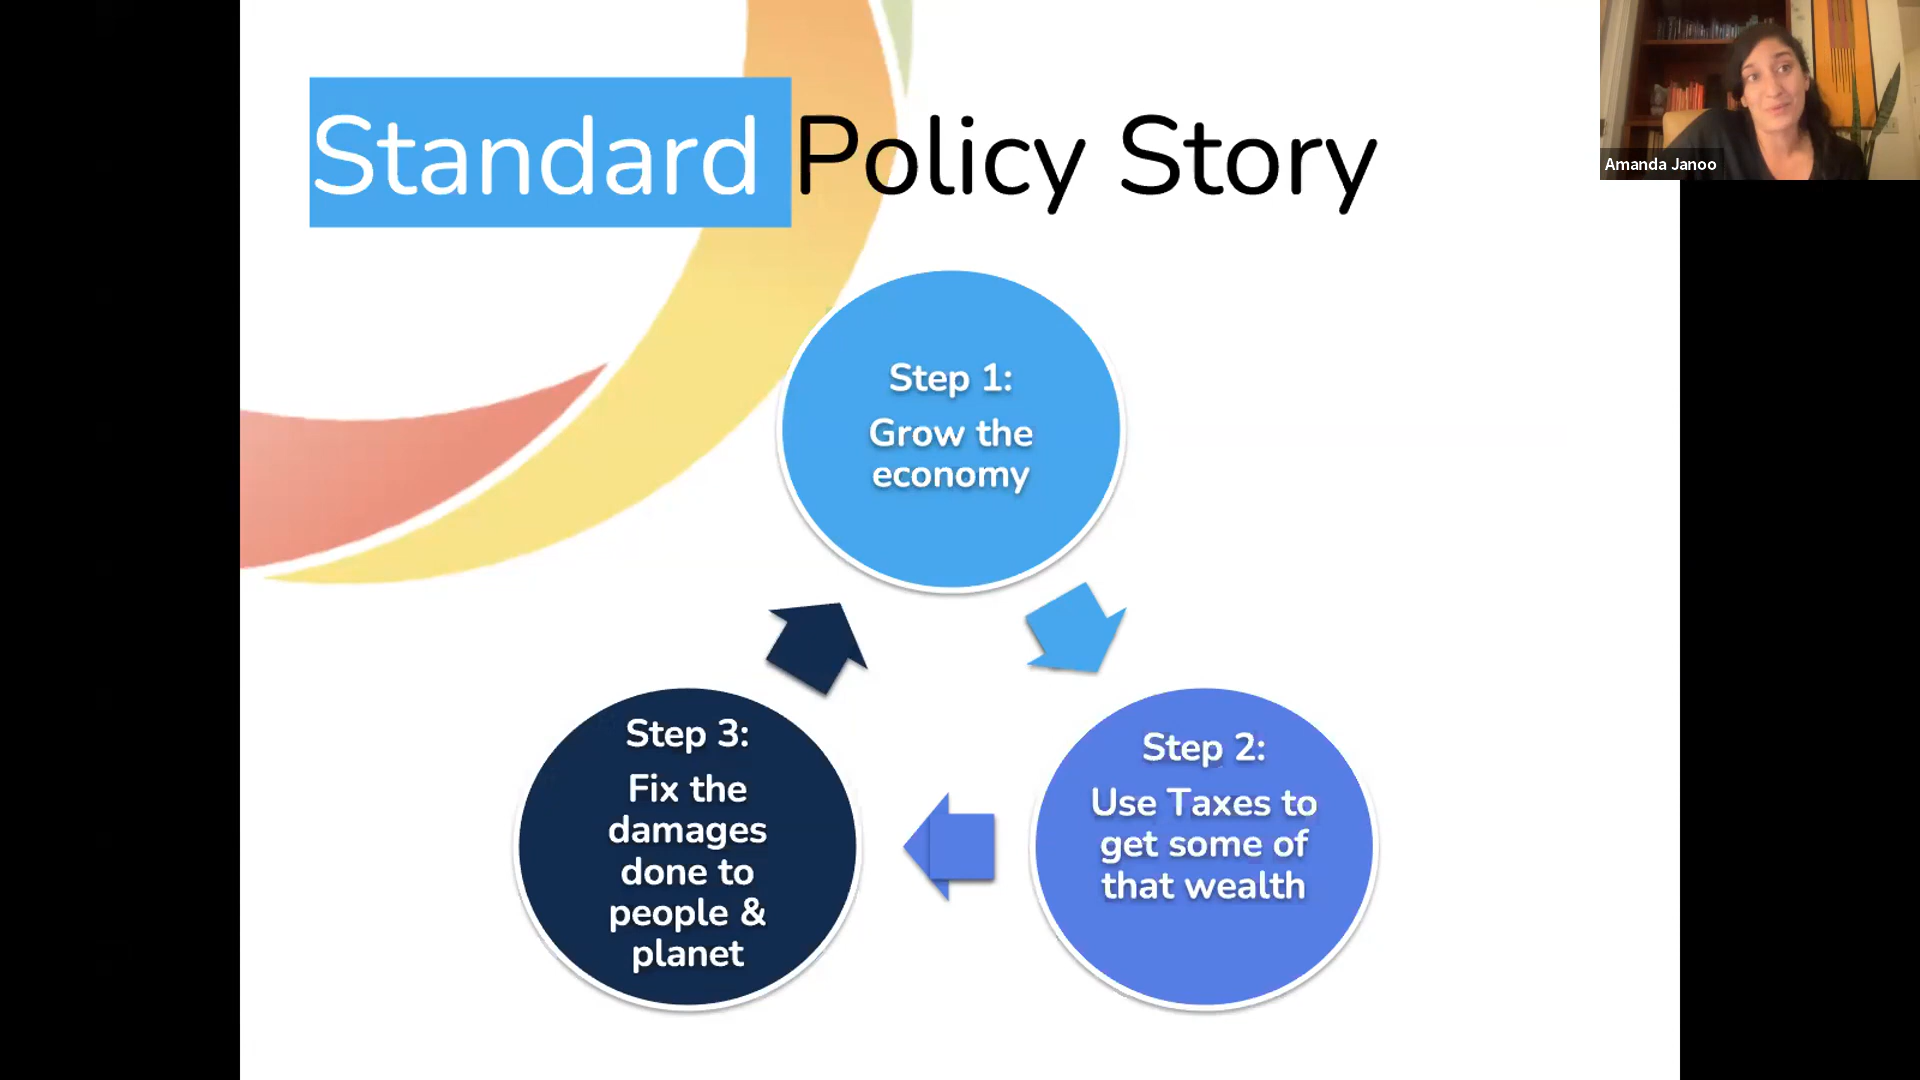 Standard Policy Story
Amanda Janoo
Step 1:
Grow the
economy
Step 2:
Use Taxes to
get some of
that wealth
Step 3:
Fix the
damages
done to
people &
planet